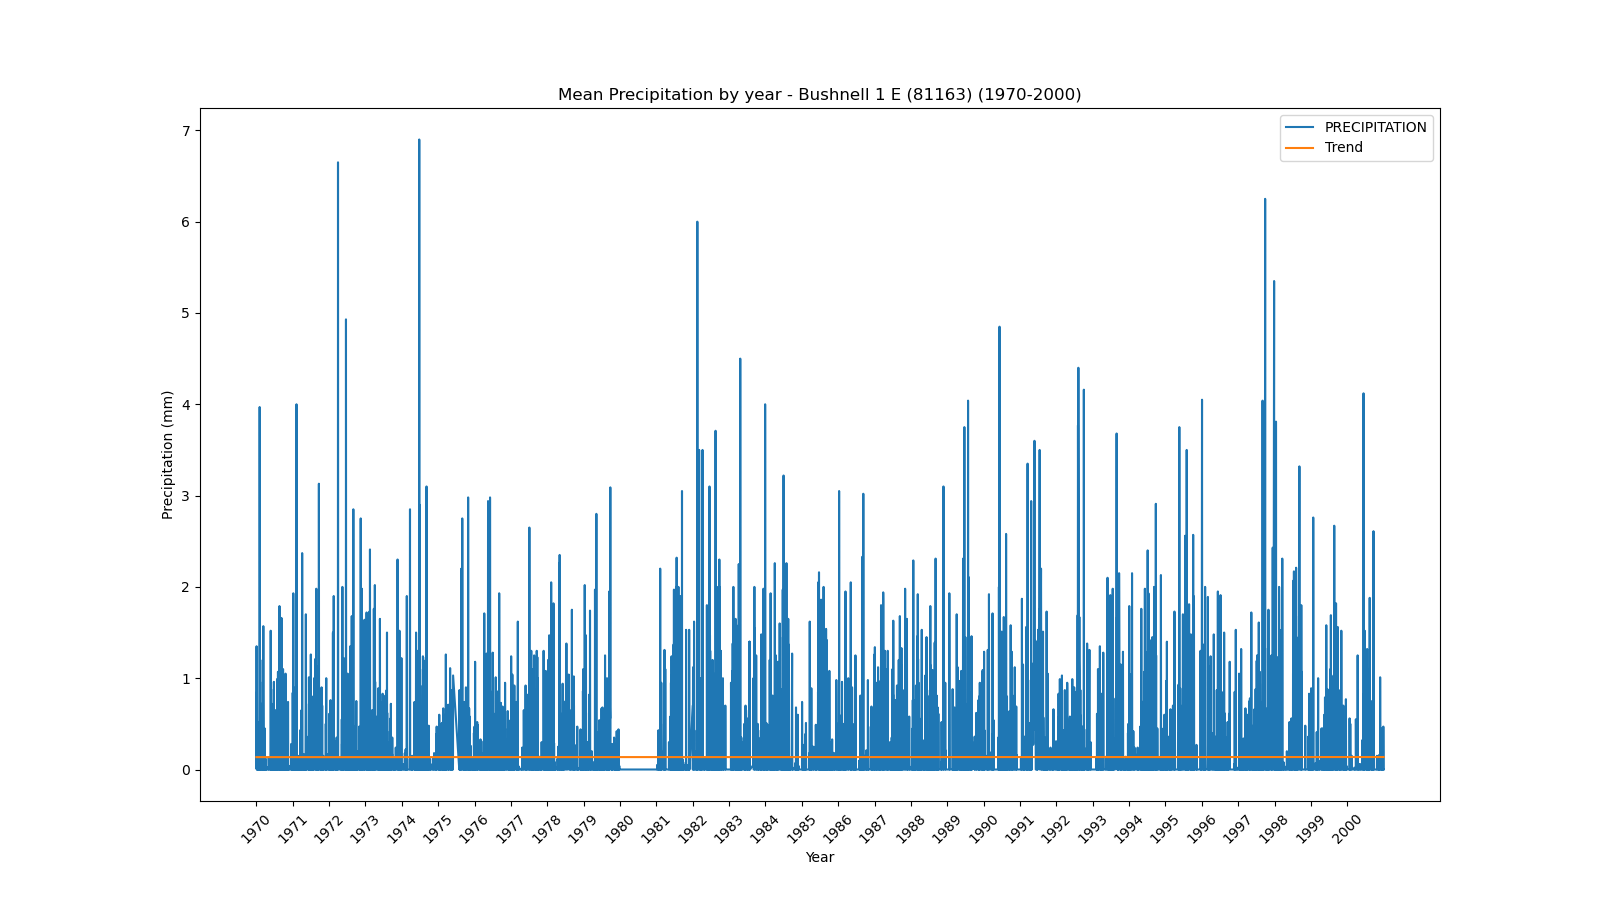 Mean Precipitation by year - Bushnell 1 E (81163) (1970-2000)
PRECIPITATION
Trend
7
6
5
4
3
2
1
0
Precipitation (mm)
1970 1971 1972 1973 1974 1975 1976 1977 1978 1979 1980 1981 1982 1983 1984 1985 1986 1987 1988 1989 1990 1991 1992 1993 1994 1995 1996 1997 1998 1999 2000
Year